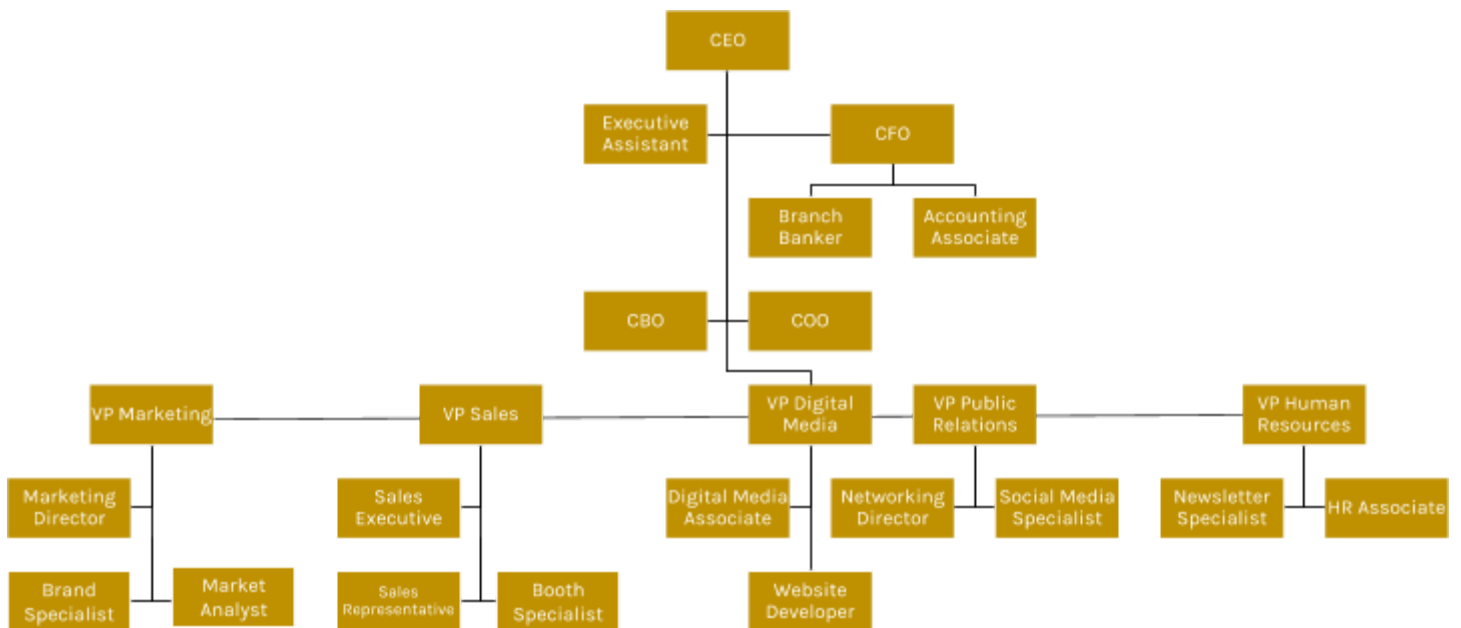 CEO
Executive
Assistant
CFO
Branch
Banker
Accounting
Associate
CBO
COO
VP Marketing
VP Sales
VP Digital
Media
VP Public
Relations
VP Human
Resources
Marketing
Director
Sales
Executive
Digital Media
Associate
Networking
Director
Social Media
Specialist
Newsletter
Specialist
HR Associate
Brand
Specialist
Market
Analyst
Sales
Representative
Booth
Specialist
Website
Developer